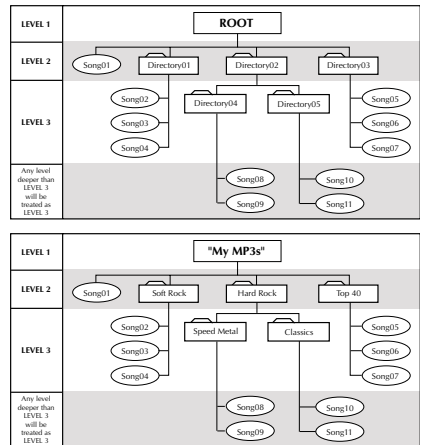 LEVEL 1
ROOT
LEVEL 2
Song01
Directory01
Directory02
Directory03
LEVEL 3
Song02
Song03
Song04
Directory04
Directory05
Song05
Song06
Song07
Any level
deeper than
LEVEL 3
will be
treated as
LEVEL 3
Song08
Song09
Song10
Song11
LEVEL 1
"My MP3s"
LEVEL 2
Song01
Soft Rock
Hard Rock
Top 40
LEVEL 3
Song02
Song03
Song04
Speed Metal
Classics
Song05
Song06
Song07
Any level
deeper than
LEVEL 3
will be
treated as
LEVEL 3
Song08
Song09
Song10
Song11